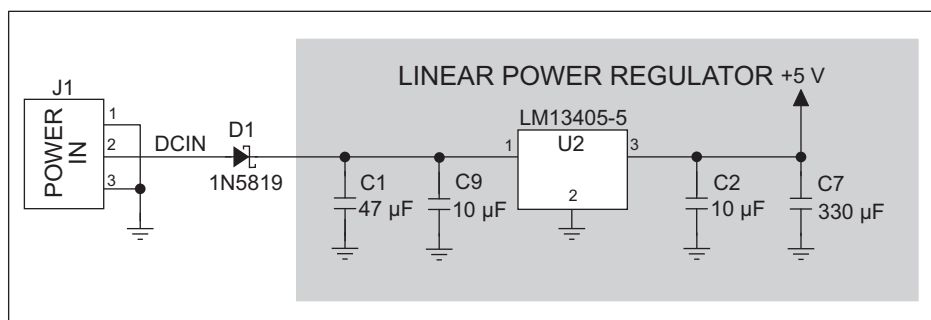 LINEAR POWER REGULATOR +5 V
J1
POWER IN
1
2
3
DCIN
D1
1N5819
C1
47 µF
C9
10 µF
LM13405-5
U2
1
3
2
C2
10 µF
C7
330 µF